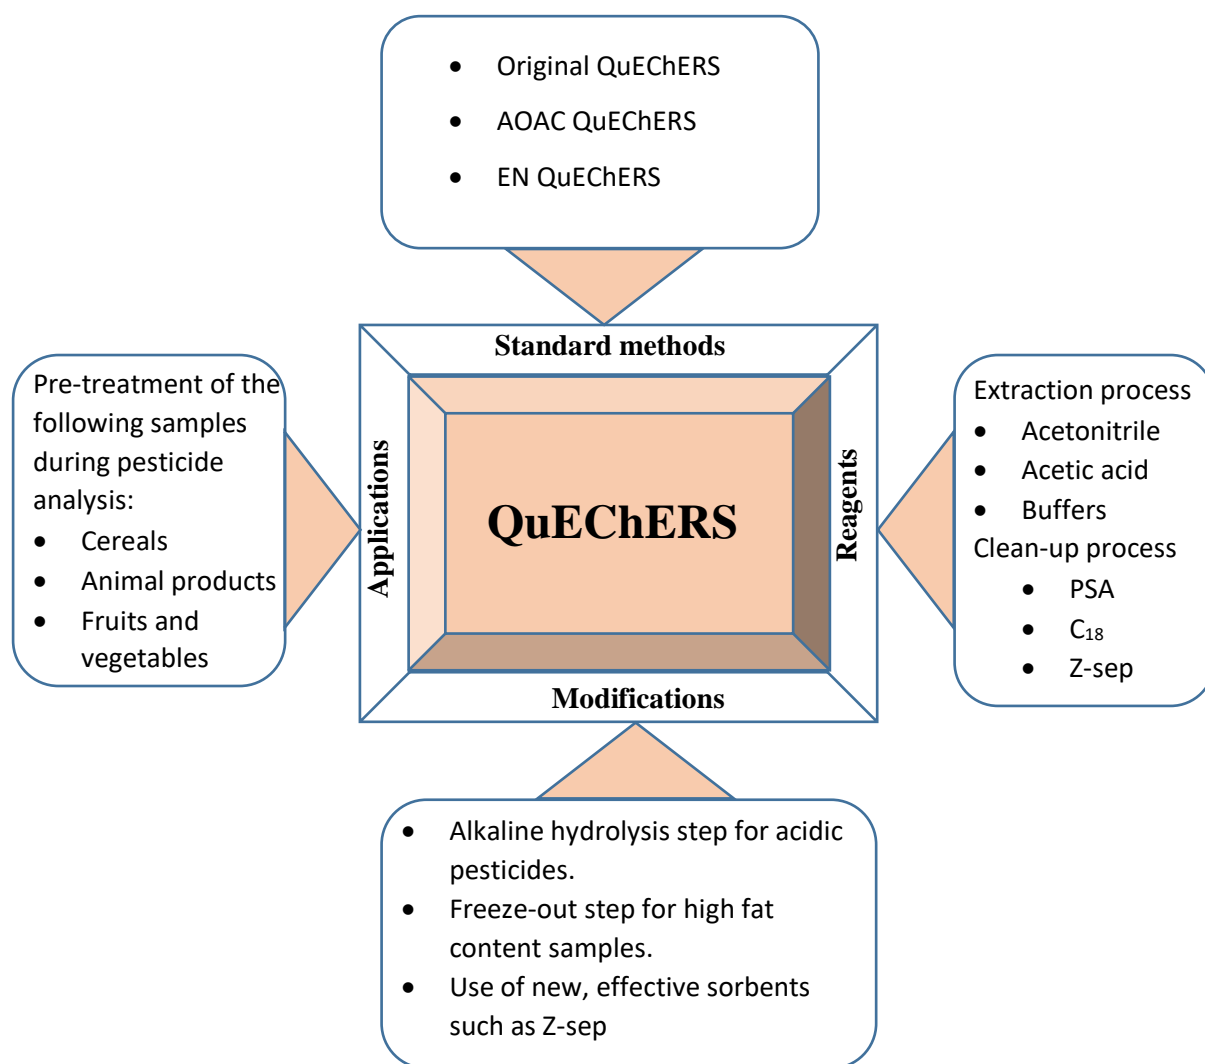 • Original QuEChERS
• AOAC QuEChERS
• EN QuEChERS
Standard methods
Pre-treatment of the
following samples
during pesticide
analysis:
• Cereals
• Animal products
• Fruits and
vegetables
Applications
QuEChERS
Reagents
Extraction process
• Acetonitrile
• Acetic acid
• Buffers
Clean-up process
• PSA
• C₁₈
• Z-sep
Modifications
• Alkaline hydrolysis step for acidic
pesticides.
• Freeze-out step for high fat
content samples.
• Use of new, effective sorbents
such as Z-sep